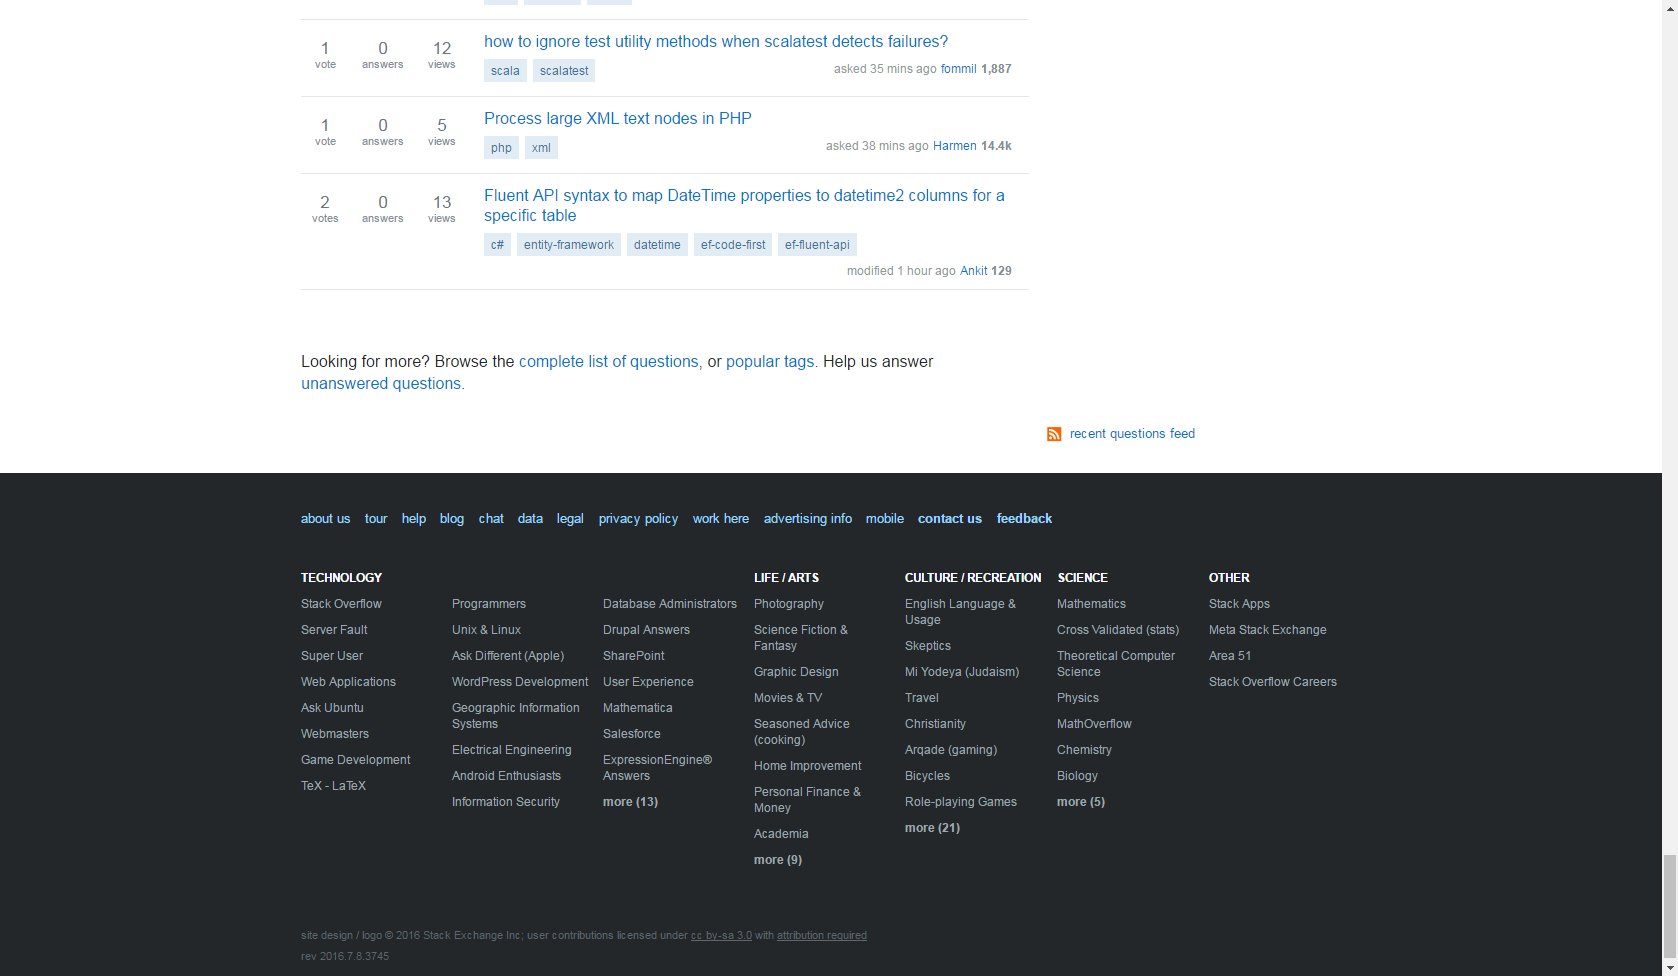 how to ignore test utility methods when scalatest detects failures?
1 0 12
vote answers views
scala scalatest
asked 35 mins ago fommil 1,887
Process large XML text nodes in PHP
1 0 5
vote answers views
php xml
asked 38 mins ago Harmen 14.4k
Fluent API syntax to map DateTime properties to datetime2 columns for a
specific table
2 0 13
votes answers views
c# entity-framework datetime ef-code-first ef-fluent-api
modified 1 hour ago Ankit 129
Looking for more? Browse the complete list of questions, or popular tags. Help us answer
unanswered questions.
recent questions feed
about us tour help blog chat data legal privacy policy work here advertising info mobile contact us feedback
TECHNOLOGY
Stack Overflow
Server Fault
Super User
Web Applications
Ask Ubuntu
Webmasters
Game Development
TeX - LaTeX
Programmers
Unix & Linux
Ask Different (Apple)
WordPress Development
Geographic Information
Systems
Electrical Engineering
Android Enthusiasts
Information Security
Database Administrators
Drupal Answers
SharePoint
User Experience
Mathematica
Salesforce
ExpressionEngine®
Answers
more (13)
LIFE / ARTS
Photography
Science Fiction &
Fantasy
Graphic Design
Movies & TV
Seasoned Advice
(cooking)
Home Improvement
Personal Finance &
Money
Academia
more (9)
CULTURE / RECREATION
English Language &
Usage
Skeptics
Mi Yodeya (Judaism)
Travel
Christianity
Arqade (gaming)
Bicycles
Role-playing Games
more (21)
SCIENCE
Mathematics
Cross Validated (stats)
Theoretical Computer
Science
Physics
MathOverflow
Chemistry
Biology
more (5)
OTHER
Stack Apps
Meta Stack Exchange
Area 51
Stack Overflow Careers
site design / logo © 2016 Stack Exchange Inc; user contributions licensed under cc by-sa 3.0 with attribution required
rev 2016.7.8.3745